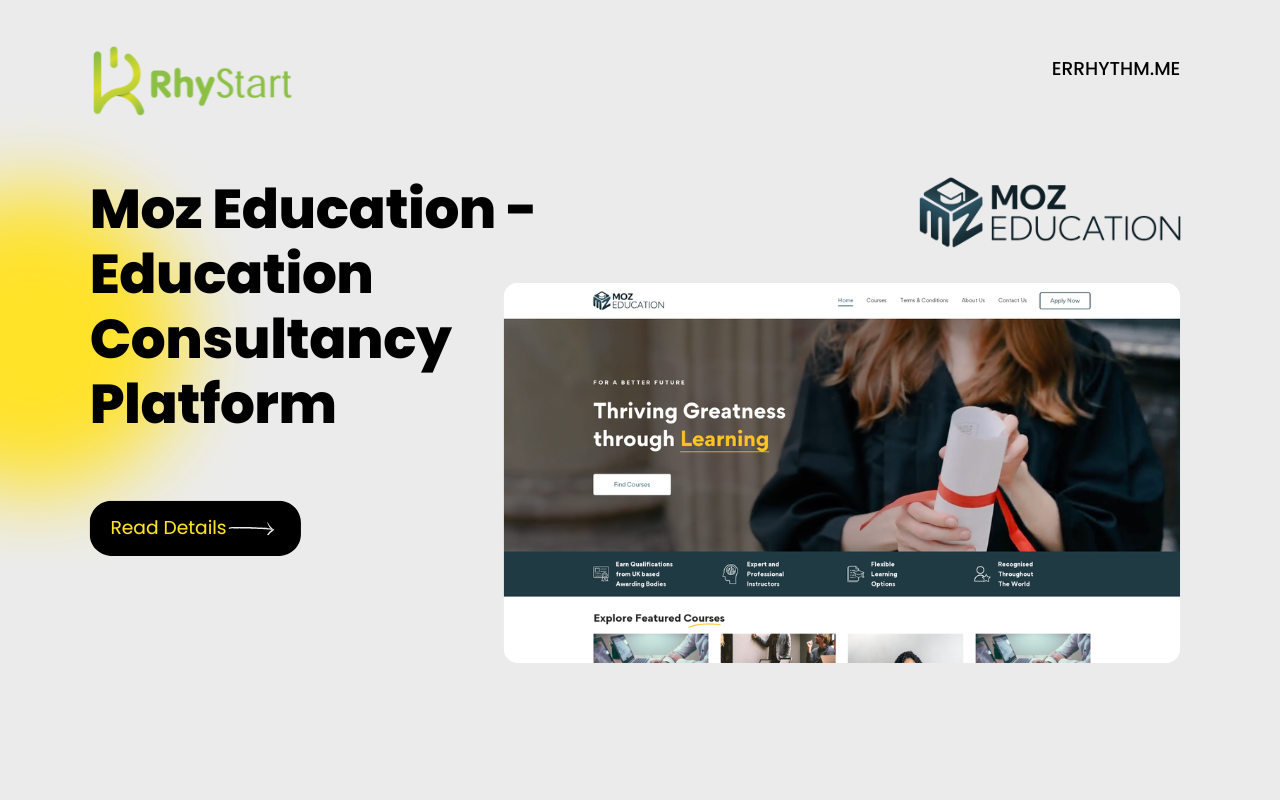 RhyStart
ERRHYTHM.ME
Moz Education -
Education
Consultancy
Platform
Read Details
MOZ
EDUCATION
MOZ
EDUCATION
Home Courses Terms & Conditions About Us Contact Us Apply Now
FOR A BETTER FUTURE
Thriving Greatness
through Learning
Find Courses
Earn Qualifications
from UK based
Awarding Bodies
Expert and
Professional
Instructors
Flexible
Learning
Options
Recognised
Throughout
The World
Explore Featured Courses